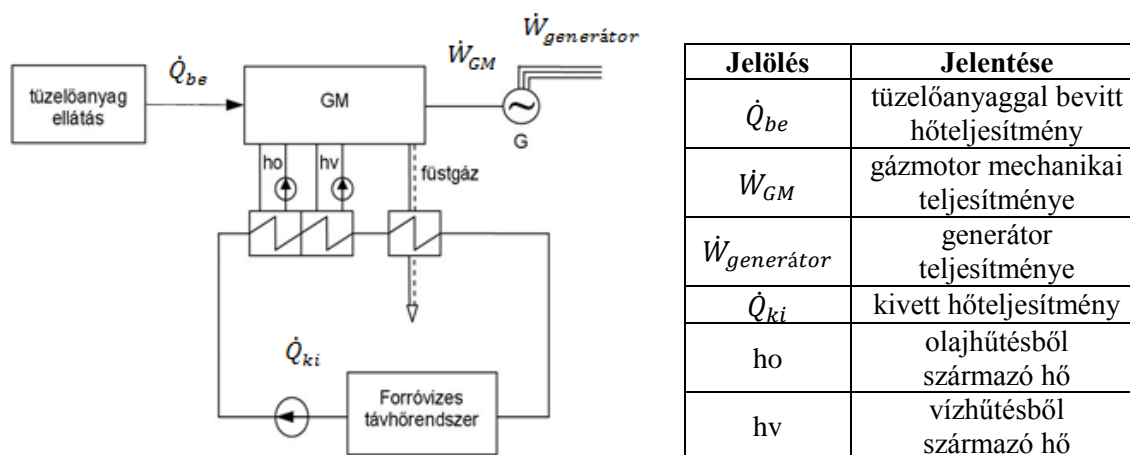 Q̇be
ẆGM
Ẇgenerátor
tüzelőanyag
ellátás
GM
G
ho
hv
füstgáz
Q̇ki
Forróvizes
távhőrendszer
Jelölés Jelentése
Q̇be tüzelőanyaggal bevitt
hőteljesítmény
ẆGM gázmotor mechanikai
teljesítménye
Ẇgenerátor generátor
teljesítménye
Q̇ki kivett hőteljesítmény
ho olajhűtésből
származó hő
hv vízhűtésből
származó hő